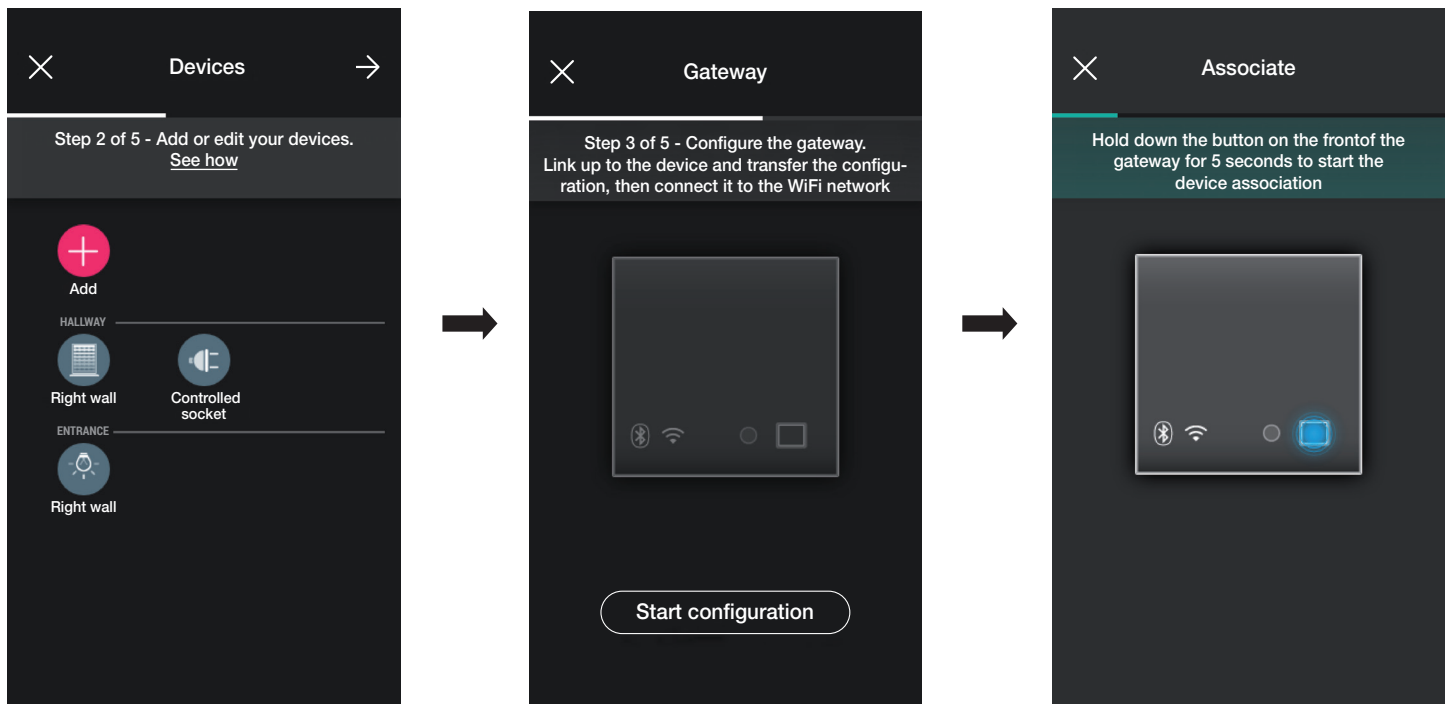 Devices
Step 2 of 5 - Add or edit your devices.
See how
Add
HALLWAY
Right wall
Controlled
socket
ENTRANCE
Right wall
Gateway
Step 3 of 5 - Configure the gateway.
Link up to the device and transfer the configu-
ration, then connect it to the WiFi network
Start configuration
Associate
Hold down the button on the frontof the
gateway for 5 seconds to start the
device association